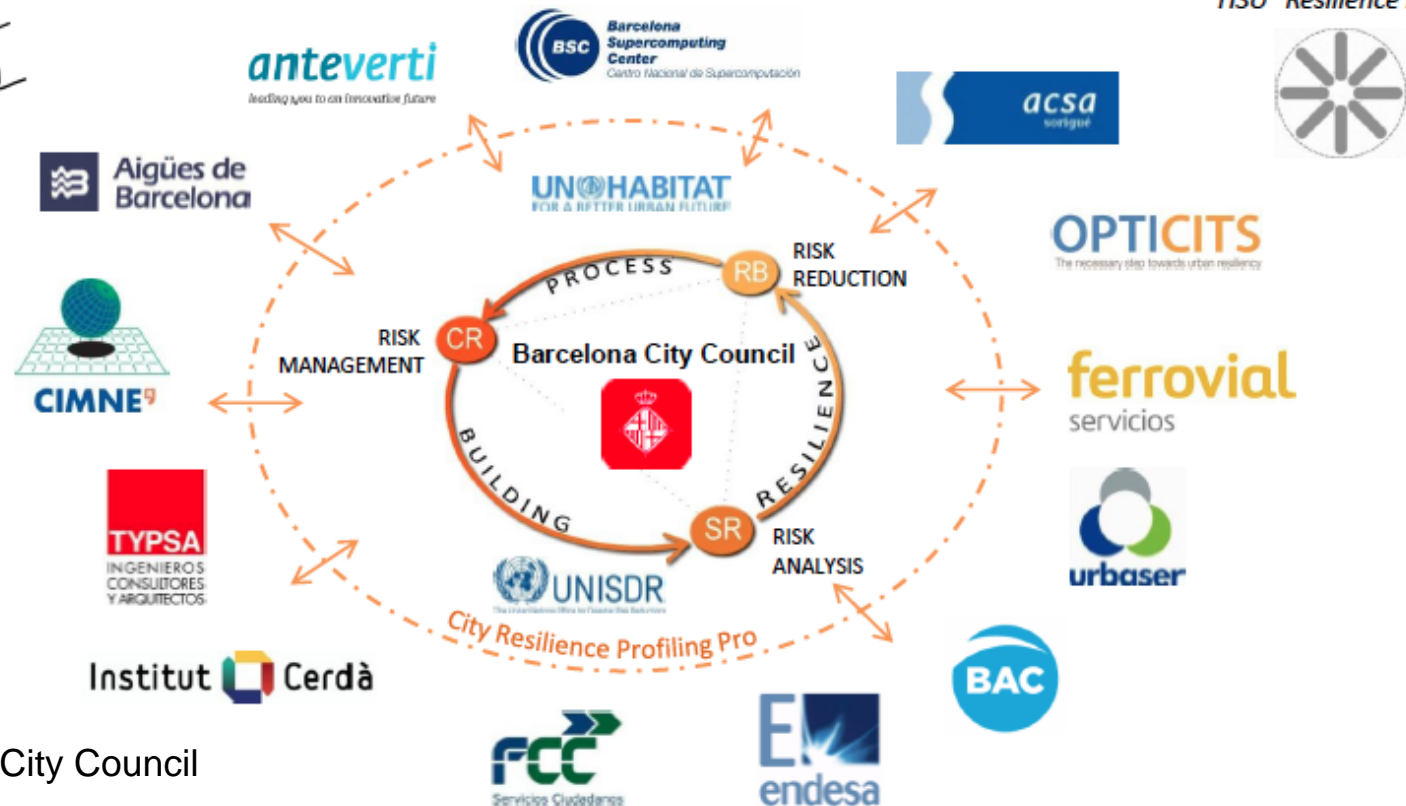 anteverti
leading you to an innovative future
BSC
Barcelona
Supercomputing
Center
Centro Nacional de Supercomputación
acsa
sorigué
Resilience
Aigües de
Barcelona
UN HABITAT
FOR A BETTER URBAN FUTURE
OPTICITS
The necessary step towards urban resiliency
PROCESS
RB
RISK
REDUCTION
RISK
MANAGEMENT
CR
Barcelona City Council
CIMNE
ferrovial
servicios
BUILDING
RESILIENCE
SR
RISK
ANALYSIS
TYPSA
INGENIEROS
CONSULTORES
Y ARQUITECTOS
urbaser
UNISDR
City Resilience Profiling Pro
Institut Cerdà
BAC
City Council
FCC
Servicios Ciudadanos
endesa